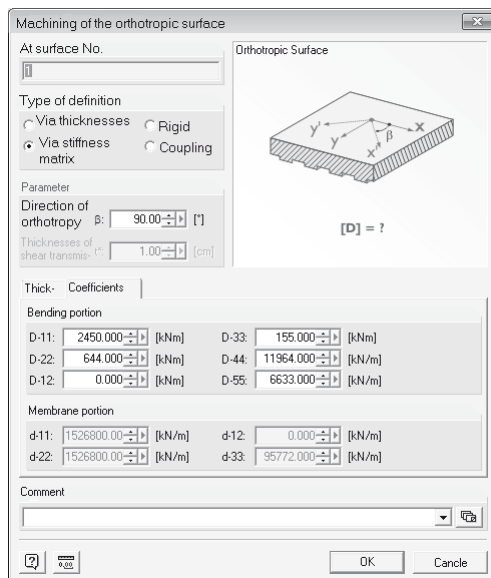 Machining of the orthotropic surface
At surface No.
1
Type of definition
Via thicknesses
Rigid
Via stiffness matrix
Coupling
Parameter
Direction of orthotropy β: 90.00 [°]
Thicknesses of shear transmis- t*: 1.00 [cm]
Orthotropic Surface
y' y x' β x
[D] = ?
Thick- Coefficients
Bending portion
D-11: 2450.000 [kNm] D-33: 155.000 [kNm]
D-22: 644.000 [kNm] D-44: 11964.000 [kN/m]
D-12: 0.000 [kNm] D-55: 6633.000 [kN/m]
Membrane portion
d-11: 1526800.00 [kN/m] d-12: 0.000 [kN/m]
d-22: 1526800.00 [kN/m] d-33: 95772.000 [kN/m]
Comment
0,00
OK Cancle